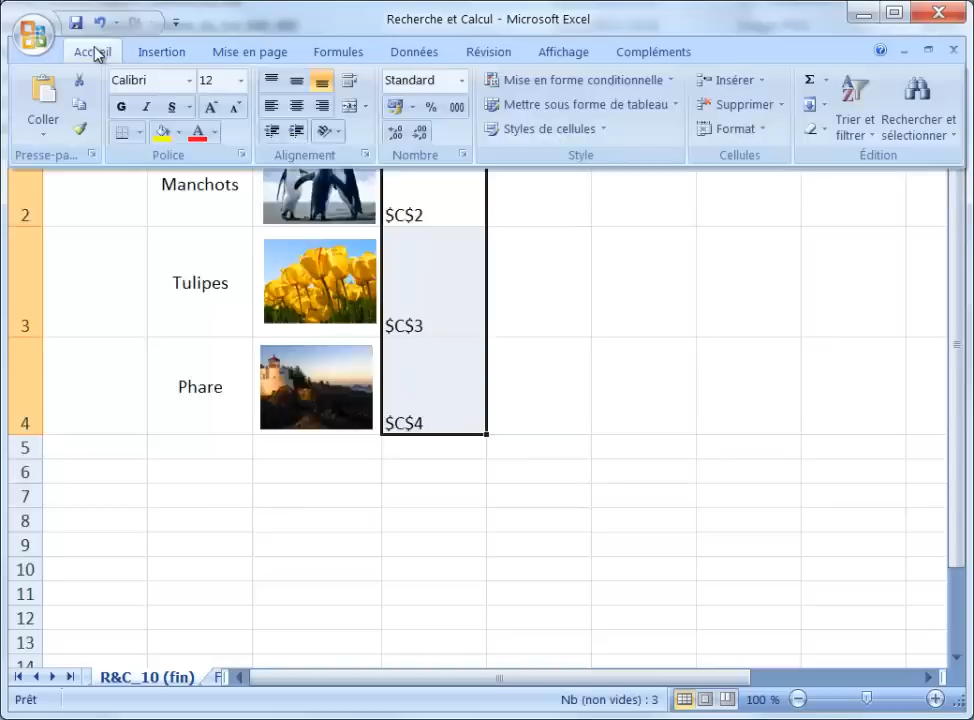 Recherche et Calcul - Microsoft Excel
Insertion Mise en page Formules Données Révision Affichage Compléments
Coller
Presse-pa...
Calibri 12
G I S A A
A
Police
Alignement
Standard
% 000
Nombre
Mise en forme conditionnelle
Mettre sous forme de tableau
Styles de cellules
Style
Insérer
Supprimer
Format
Cellules
Σ
Trier et filtrer
Rechercher et sélectionner
Édition
2 Manchots $C$2
3 Tulipes $C$3
4 Phare $C$4
5
6
7
8
9
10
11
12
13
14
R&C_10 (fin)
Prêt Nb (non vides) : 3 100 %